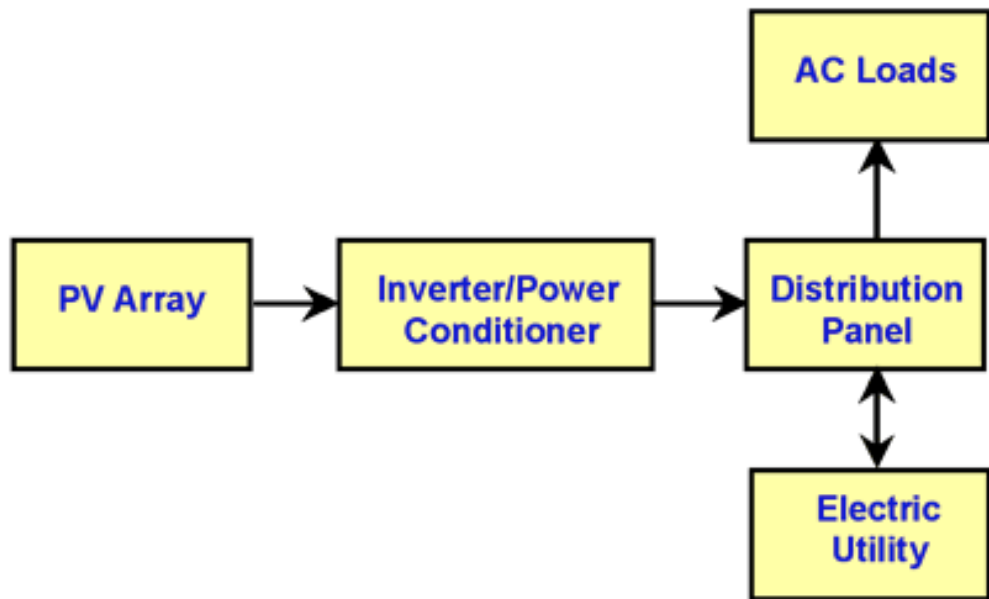 AC Loads
PV Array
Inverter/Power
Conditioner
Distribution
Panel
Electric
Utility